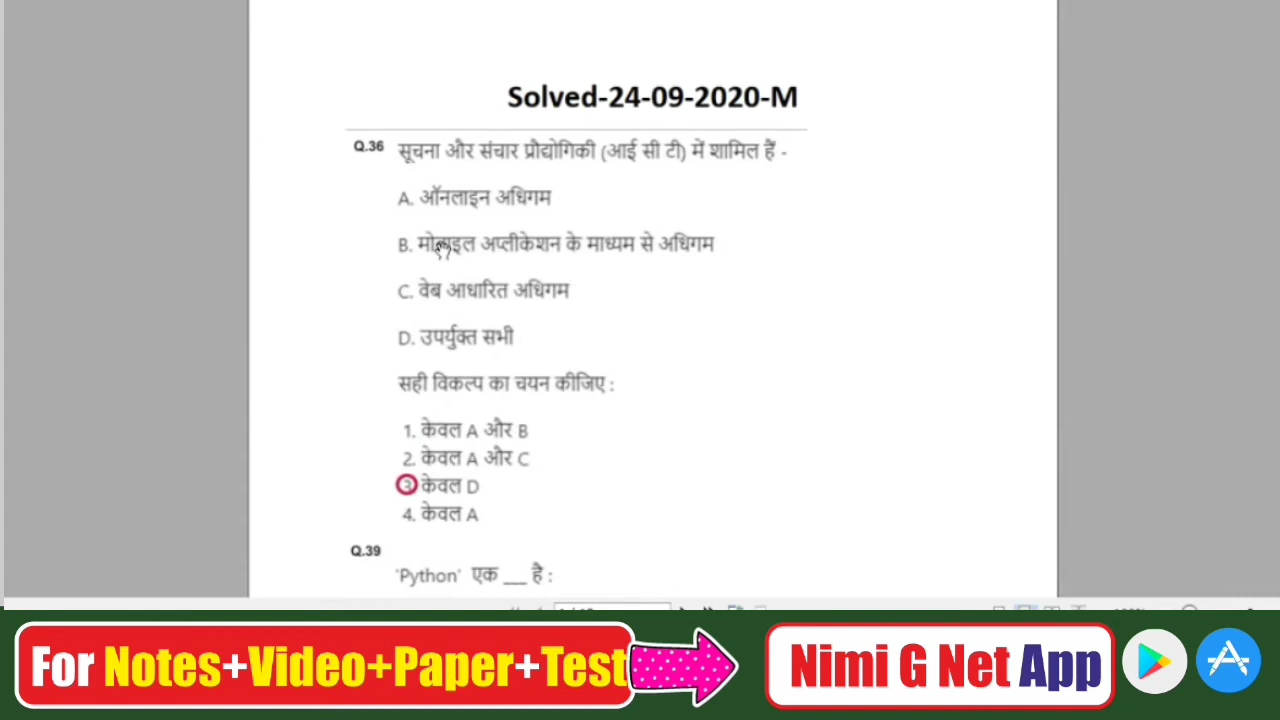 Solved-24-09-2020-M
Q.36 सूचना और संचार प्रौद्योगिकी (आई सी टी) में शामिल हैं -
A. ऑनलाइन अधिगम
B. मोबाइल अप्लीकेशन के माध्यम से अधिगम
C. वेब आधारित अधिगम
D. उपर्युक्त सभी
सही विकल्प का चयन कीजिए :
1. केवल A और B
2. केवल A और C
3. केवल D
4. केवल A
Q.39
'Python' एक ___ है :
For Notes+Video+Paper+Test
Nimi G Net App